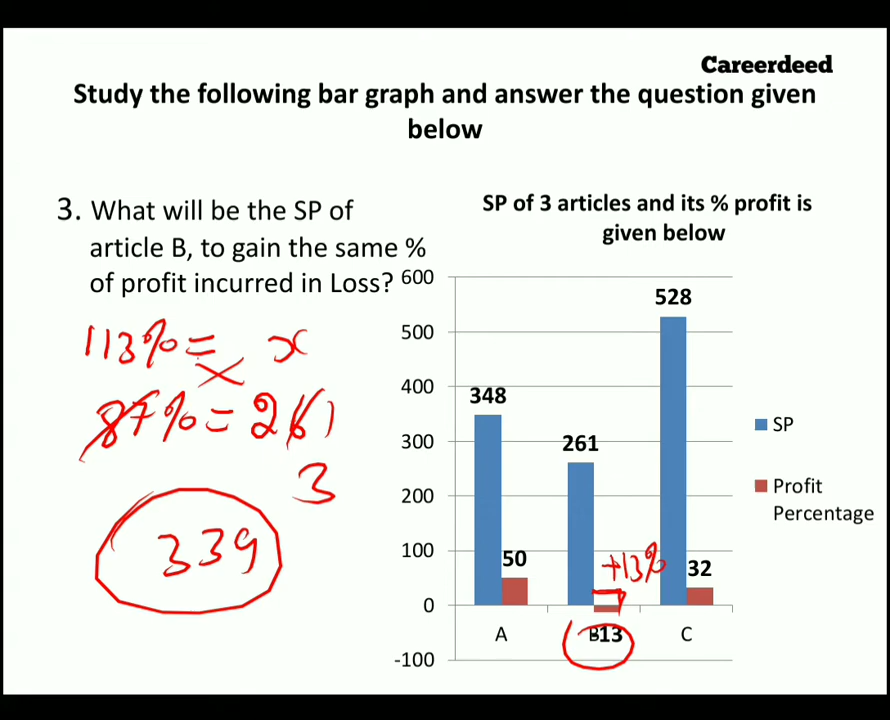 Careerdeed
Study the following bar graph and answer the question given
below
3. What will be the SP of
article B, to gain the same %
of profit incurred in Loss?
113% = x
87% = 261
3
339
SP of 3 articles and its % profit is
given below
600
500
400
300
200
100
0
-100
348
50
261
+13%
528
32
A
B13
C
SP
Profit
Percentage